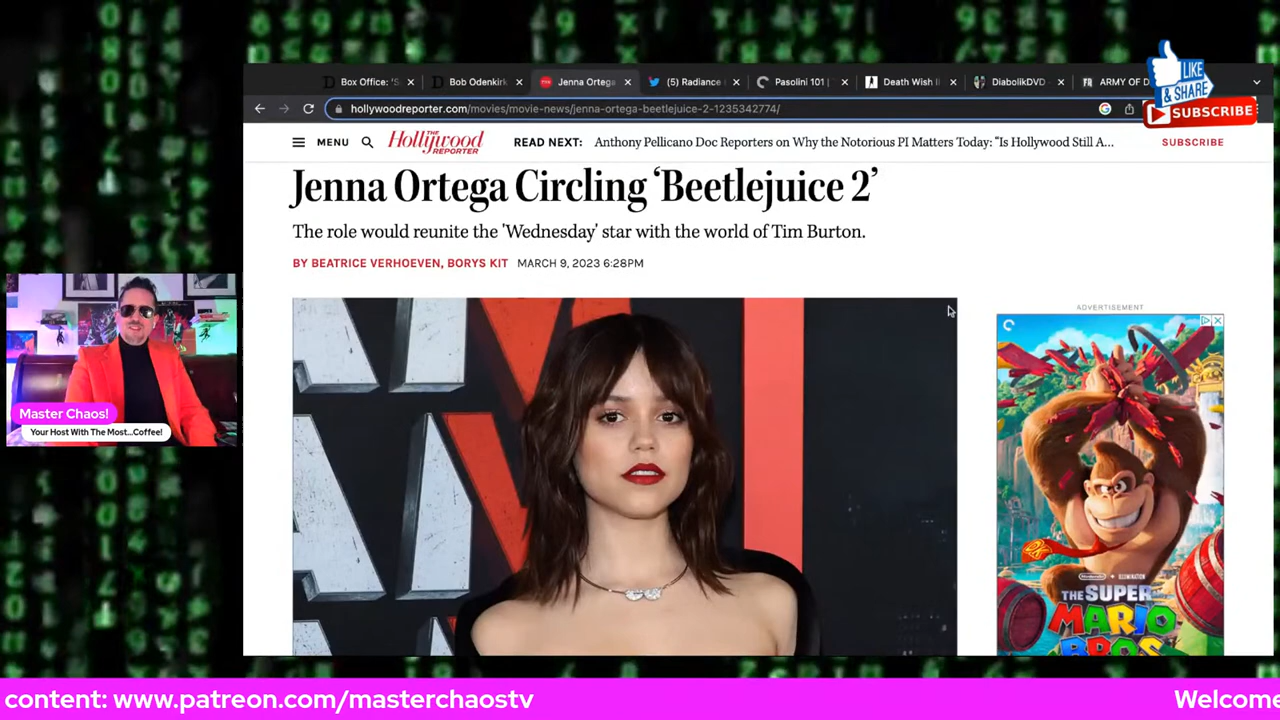 Box Office: 'S
Bob Odenkirk
Jenna Ortega
(5) Radiance
Pasolini 101 | 
Death Wish II
DiabolikDVD -
ARMY OF D
LIKE
& SHARE
SUBSCRIBE
hollywoodreporter.com/movies/movie-news/jenna-ortega-beetlejuice-2-1235342774/
MENU
THE
Hollywood
REPORTER
READ NEXT: Anthony Pellicano Doc Reporters on Why the Notorious PI Matters Today: “Is Hollywood Still A...
SUBSCRIBE
Jenna Ortega Circling ‘Beetlejuice 2’
The role would reunite the 'Wednesday' star with the world of Tim Burton.
BY BEATRICE VERHOEVEN, BORYS KIT MARCH 9, 2023 6:28PM
ADVERTISEMENT
DK
Nintendo + ILLUMINATION
THE SUPER
MARIO
BROS
Master Chaos!
Your Host With The Most...Coffee!
content: www.patreon.com/masterchaostv
Welcome